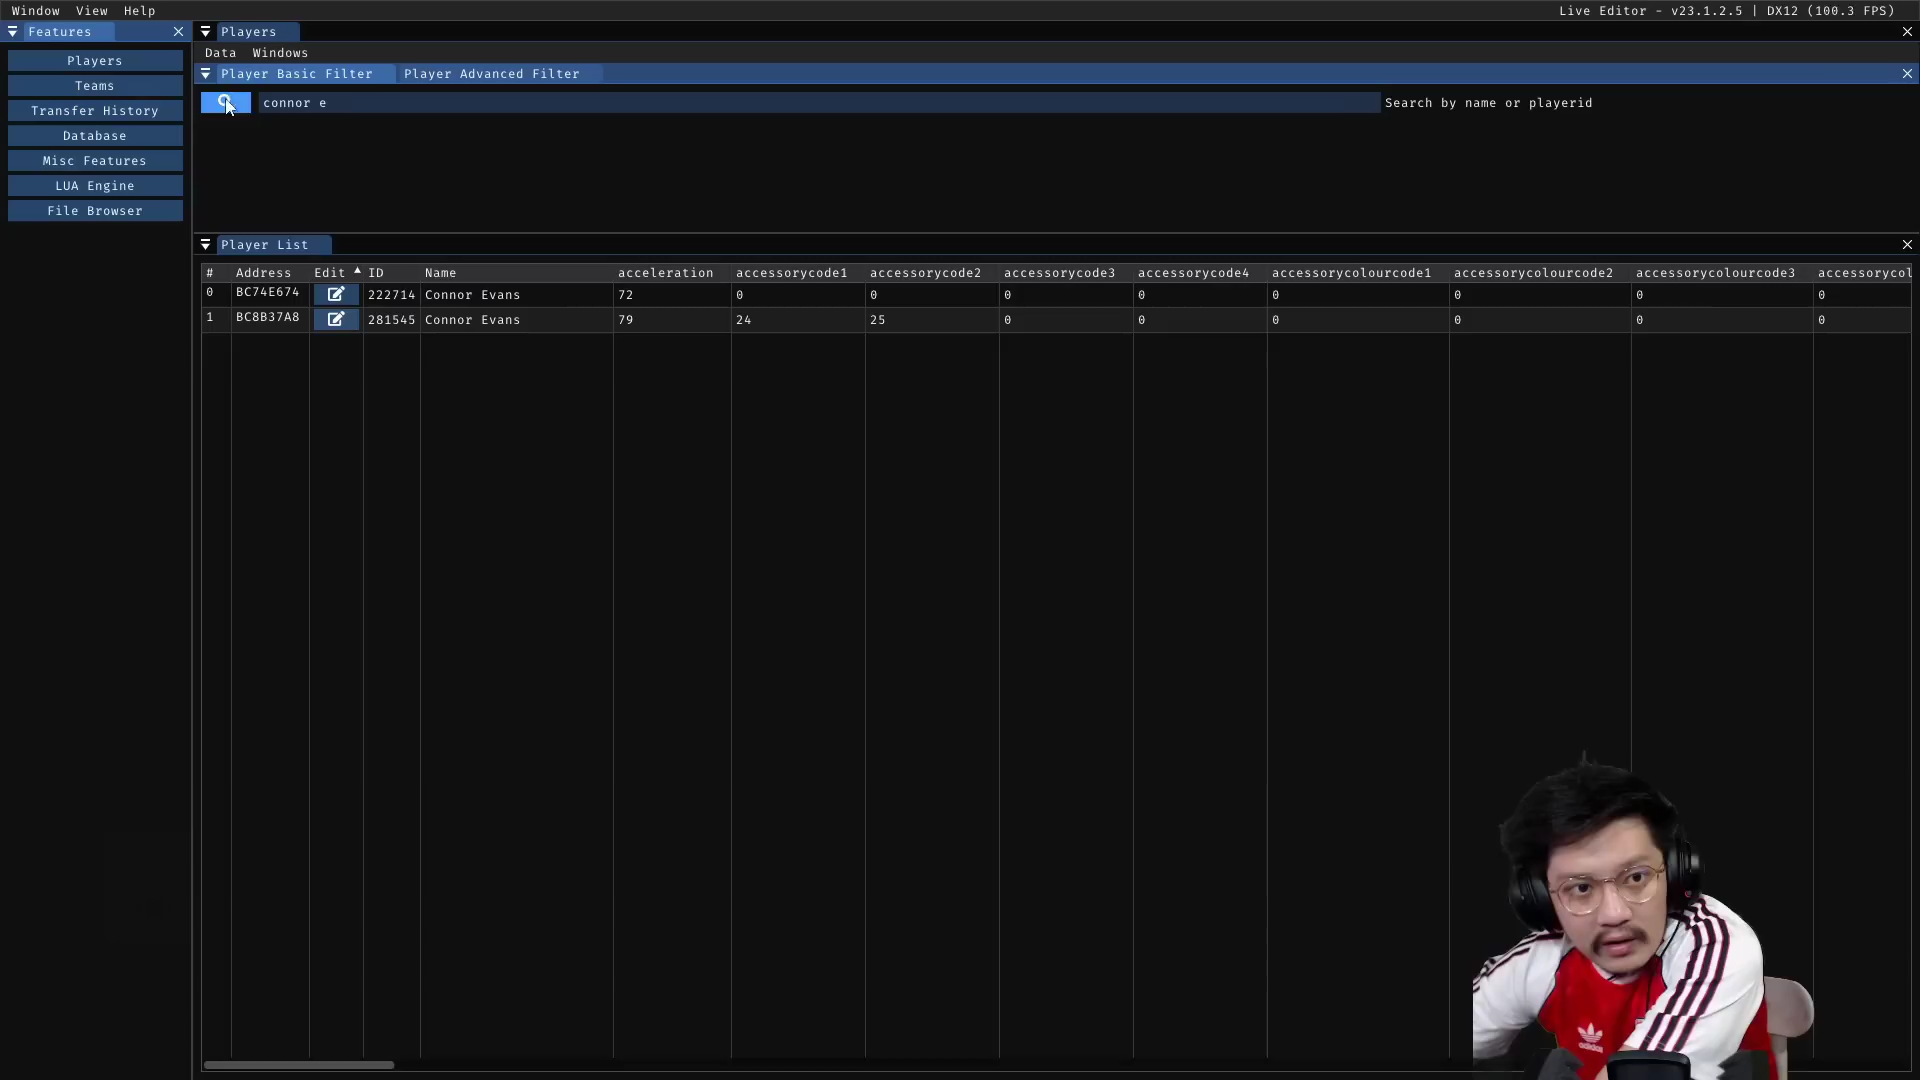 Window View Help Live Editor - v23.1.2.5 | DX12 (100.3 FPS)
Features Players
Data Windows
Players
Teams
Transfer History
Database
Misc Features
LUA Engine
File Browser
Player Basic Filter Player Advanced Filter
connor e Search by name or playerid
Player List
# Address Edit ID Name acceleration accessorycode1 accessorycode2 accessorycode3 accessorycode4 accessorycolourcode1 accessorycolourcode2 accessorycolourcode3 accessorycol
0 BC74E674 222714 Connor Evans 72 0 0 0 0 0 0 0 0
1 BC8B37A8 281545 Connor Evans 79 24 25 0 0 0 0 0 0
adidas